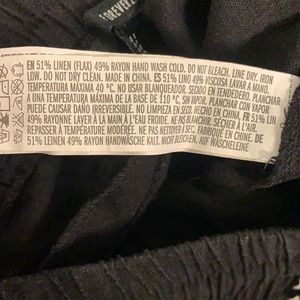 FOREVER 2
EN 51% LINEN (FLAX) 49% RAYON HAND WASH COLD. DO NOT BLEACH. LINE DRY. IRON
LOW. DO NOT DRY CLEAN. MADE IN CHINA. ES 51% LINO 49% VISCOSA LAVAR A MANO
TEMPERATURA MÁXIMA 40 °C. NO USAR BLANQUEADOR. SECAR EN TENDEDERO. PLANCHAR
A UNA TEMPERATURA MÁXIMA DE LA BASE DE 110 °C. SIN VAPOR. PLANCHAR CON VAPOR
PUEDE CAUSAR DAÑO IRREVERSIBLE. NO LIMPIEZA EN SECO. HECHO EN CHINA. FR 51% LIN
49% RAYONNE LAVER À LA MAIN À L'EAU FROIDE. NE PAS BLANCHIR. SÉCHER À L'AIR.
REPASSER À TEMPÉRATURE MODÉRÉE. NE PAS NETTOYER À SEC. FABRIQUÉ EN CHINE. DE
51% LEINEN 49% RAYON HANDWÄSCHE KALT. NICHT BLEICHEN. AUF WÄSCHELEINE